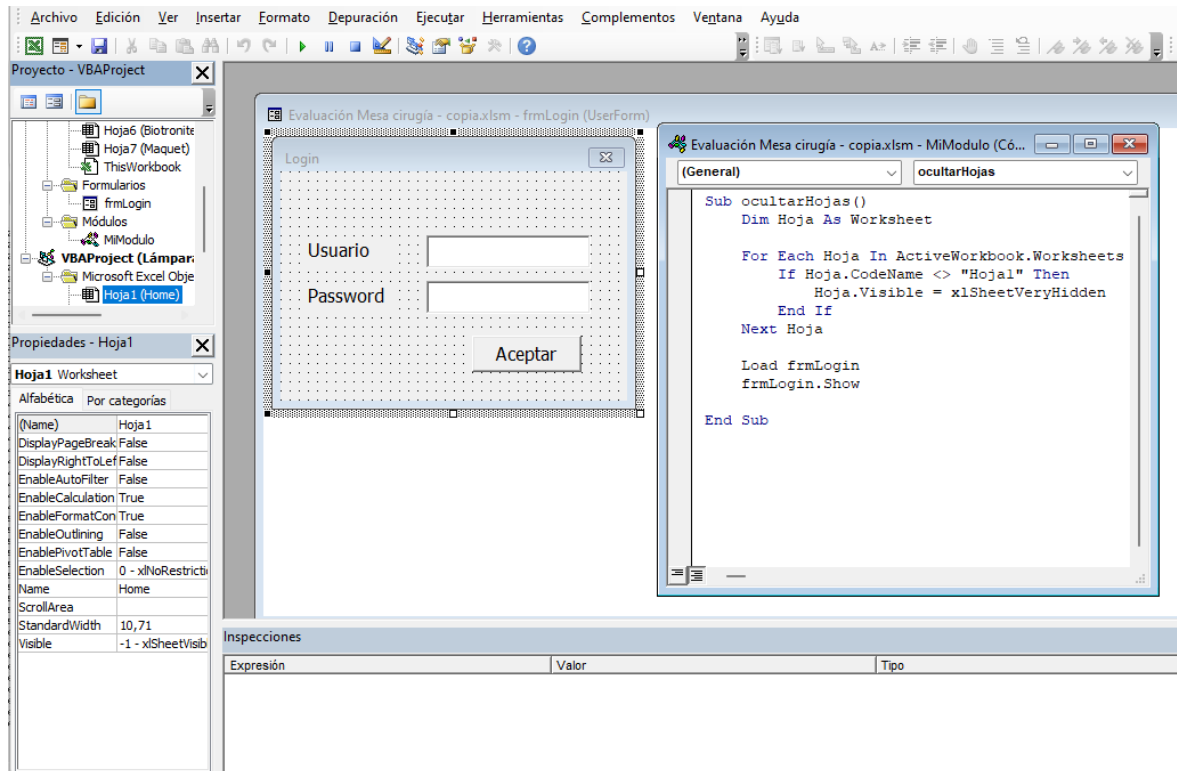 Archivo Edición Ver Insertar Formato Depuración Ejecutar Herramientas Complementos Ventana Ayuda
Proyecto - VBAProject
Hoja6 (Biotronite
Hoja7 (Maquet)
ThisWorkbook
Formularios
frmLogin
Módulos
MiModulo
VBAProject (Lámpar
Microsoft Excel Obje
Hoja1 (Home)
Propiedades - Hoja1
Hoja1 Worksheet
Alfabética Por categorías
(Name) Hoja1
DisplayPageBreak False
DisplayRightToLef False
EnableAutoFilter False
EnableCalculation True
EnableFormatCon True
EnableOutlining False
EnablePivotTable False
EnableSelection 0 - xlNoRestricti
Name Home
ScrollArea
StandardWidth 10,71
Visible -1 - xlSheetVisib
Evaluación Mesa cirugía - copia.xlsm - frmLogin (UserForm)
Login
Usuario
Password
Aceptar
Evaluación Mesa cirugía - copia.xlsm - MiModulo (Có...
(General) ocultarHojas
Sub ocultarHojas()
Dim Hoja As Worksheet
For Each Hoja In ActiveWorkbook.Worksheets
If Hoja.CodeName <> "Hoja1" Then
Hoja.Visible = xlSheetVeryHidden
End If
Next Hoja
Load frmLogin
frmLogin.Show
End Sub
Inspecciones
Expresión Valor Tipo